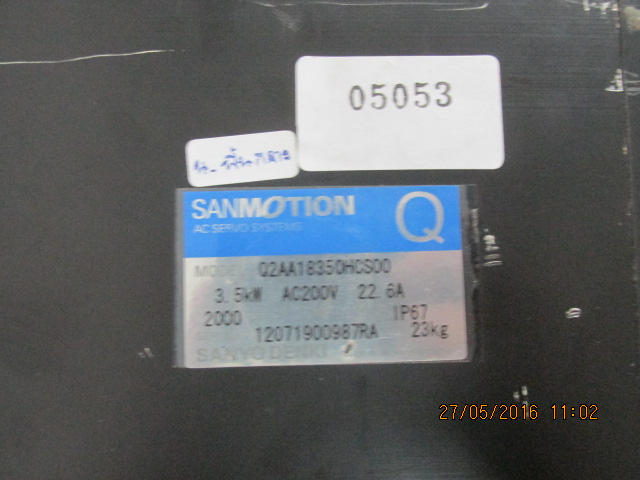 05053
SANMOTION Q
AC SERVO SYSTEMS
MODEL Q2AA18350HCS00
3.5kW AC200V 22.6A
2000 IP67
12071900987RA 23kg
SANYO DENKI
27/05/2016 11:02